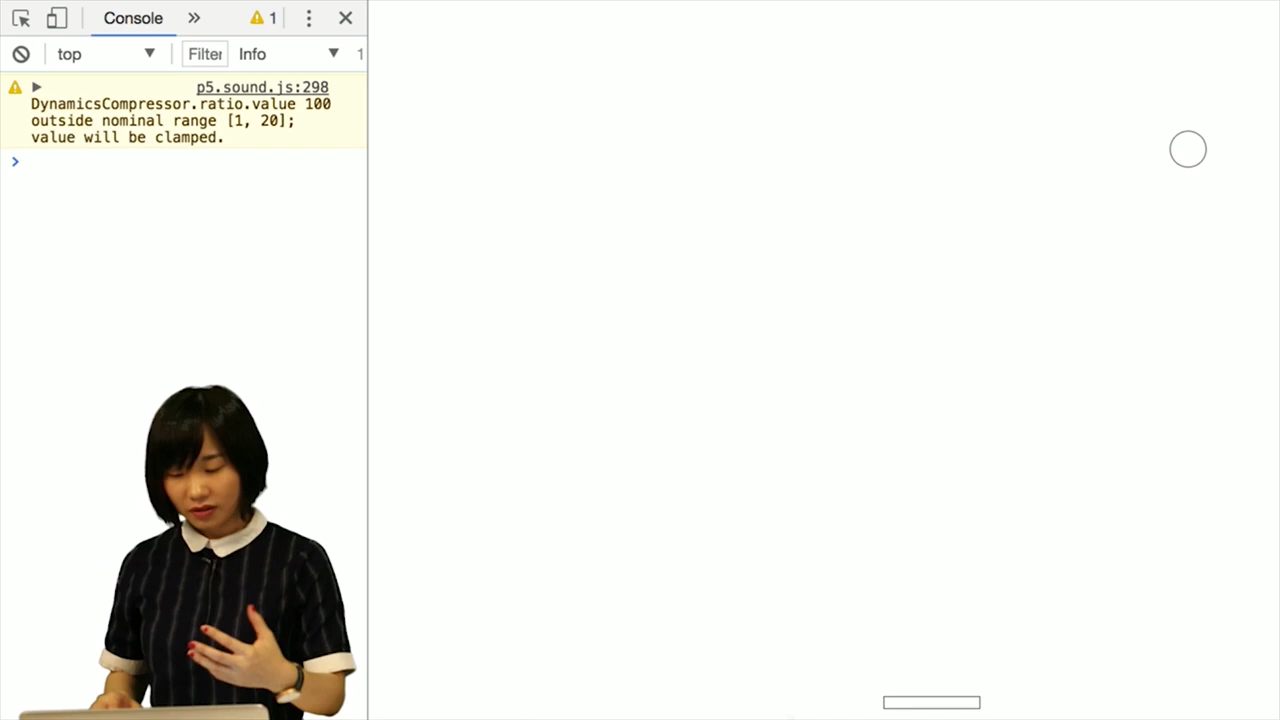 Console » 1
top Filter Info 1
p5.sound.js:298
DynamicsCompressor.ratio.value 100
outside nominal range [1, 20];
value will be clamped.